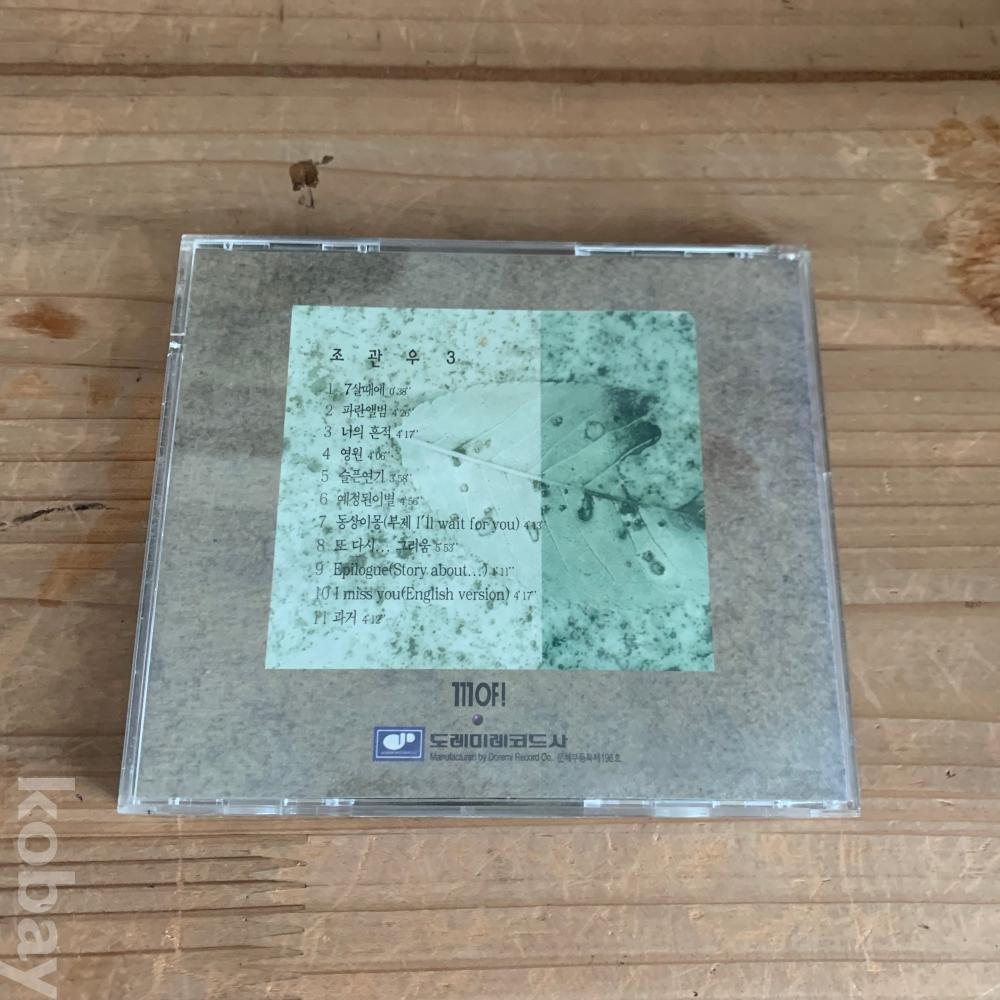 조 관 우 3
1 7살때에 0'38"
2 파란앨범 4'26"
3 너의 흔적 4'17"
4 영원 4'06"
5 슬픈연가 3'58"
6 예정된이별 4'56"
7 동상이몽(부제 I'll wait for you) 4'13"
8 또 다시... 그리움 5'53"
9 Epilogue(Story about...) 1'11"
10 I miss you(English version) 4'17"
11 과거 4'12"
도레미레코드사
Manufactured by Doremi Record Co.,
kobay